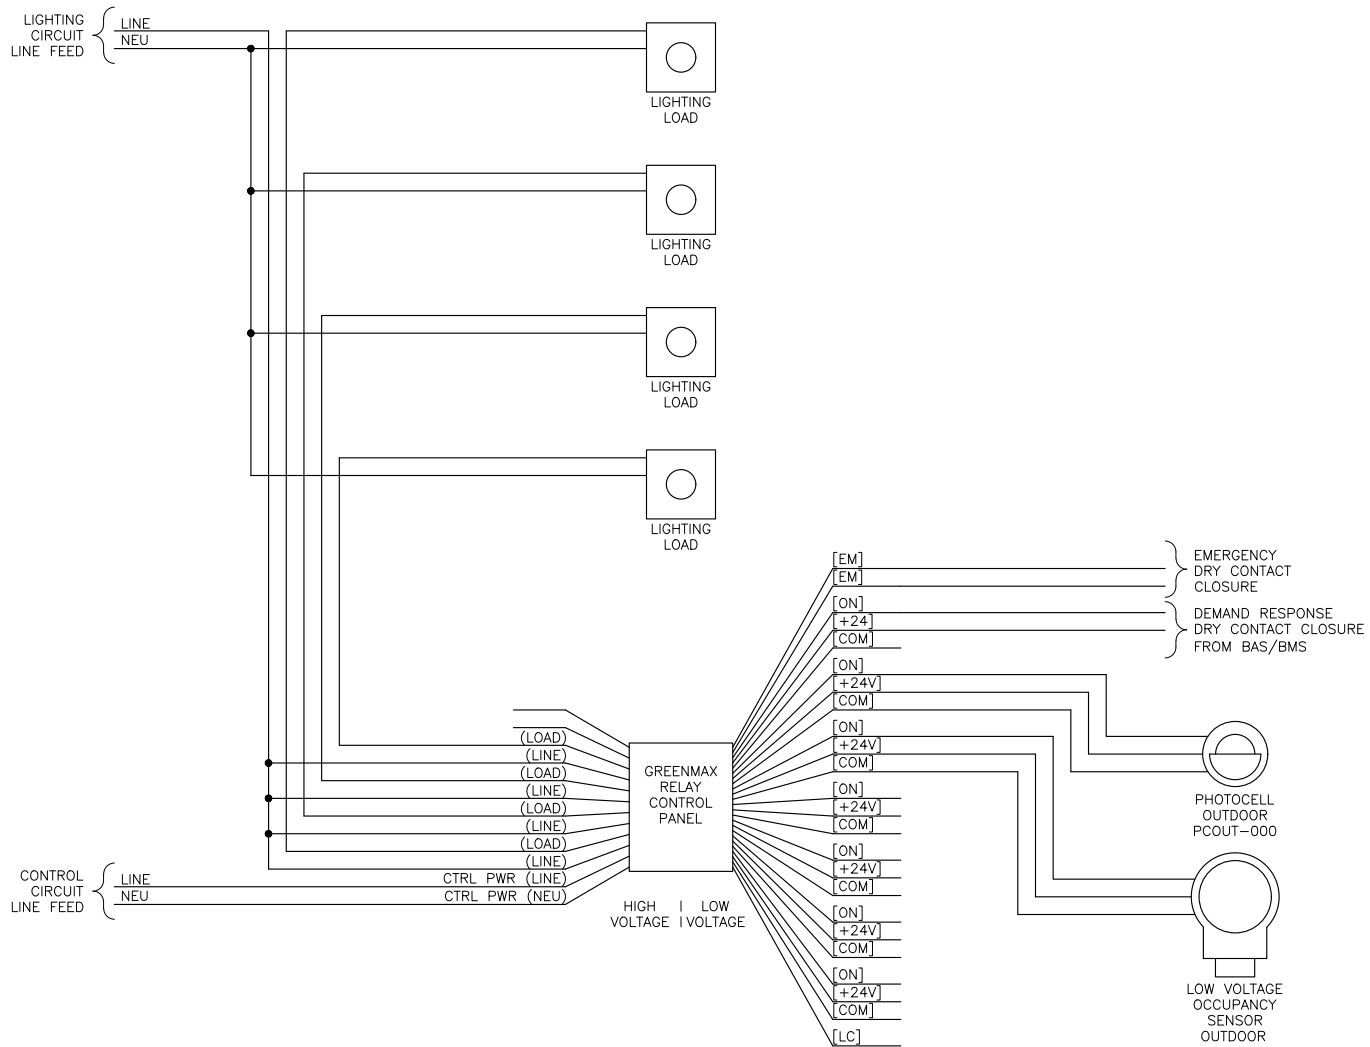 LIGHTING
CIRCUIT
LINE FEED
LINE
NEU
LIGHTING
LOAD
LIGHTING
LOAD
LIGHTING
LOAD
LIGHTING
LOAD
[EM]
[EM]
EMERGENCY
DRY CONTACT
CLOSURE
[ON]
[+24]
[COM]
DEMAND RESPONSE
DRY CONTACT CLOSURE
FROM BAS/BMS
[ON]
[+24V]
[COM]
[ON]
[+24V]
[COM]
[ON]
[+24V]
[COM]
[ON]
[+24V]
[COM]
[ON]
[+24V]
[COM]
[ON]
[+24V]
[COM]
[LC]
PHOTOCELL
OUTDOOR
PCOUT-000
LOW VOLTAGE
OCCUPANCY
SENSOR
OUTDOOR
(LOAD)
(LINE)
(LOAD)
(LINE)
(LOAD)
(LINE)
(LOAD)
(LINE)
CTRL PWR (LINE)
CTRL PWR (NEU)
GREENMAX
RELAY
CONTROL
PANEL
HIGH | LOW
VOLTAGE | VOLTAGE
CONTROL
CIRCUIT
LINE FEED
LINE
NEU